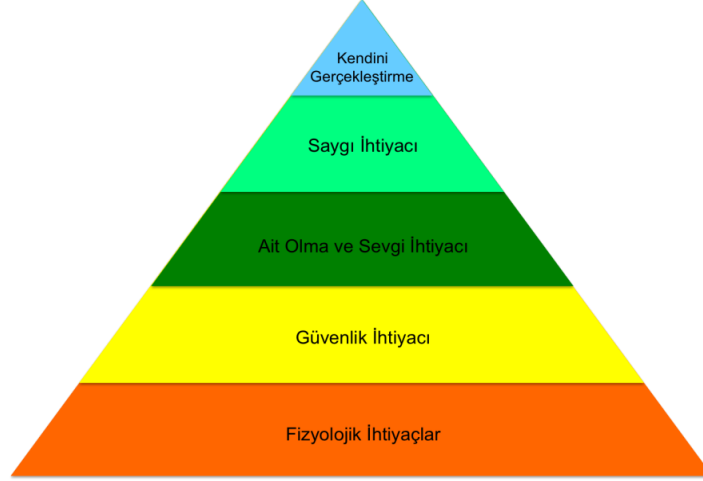 Kendini
Gerçekleştirme
Saygı İhtiyacı
Ait Olma ve Sevgi İhtiyacı
Güvenlik İhtiyacı
Fizyolojik İhtiyaçlar